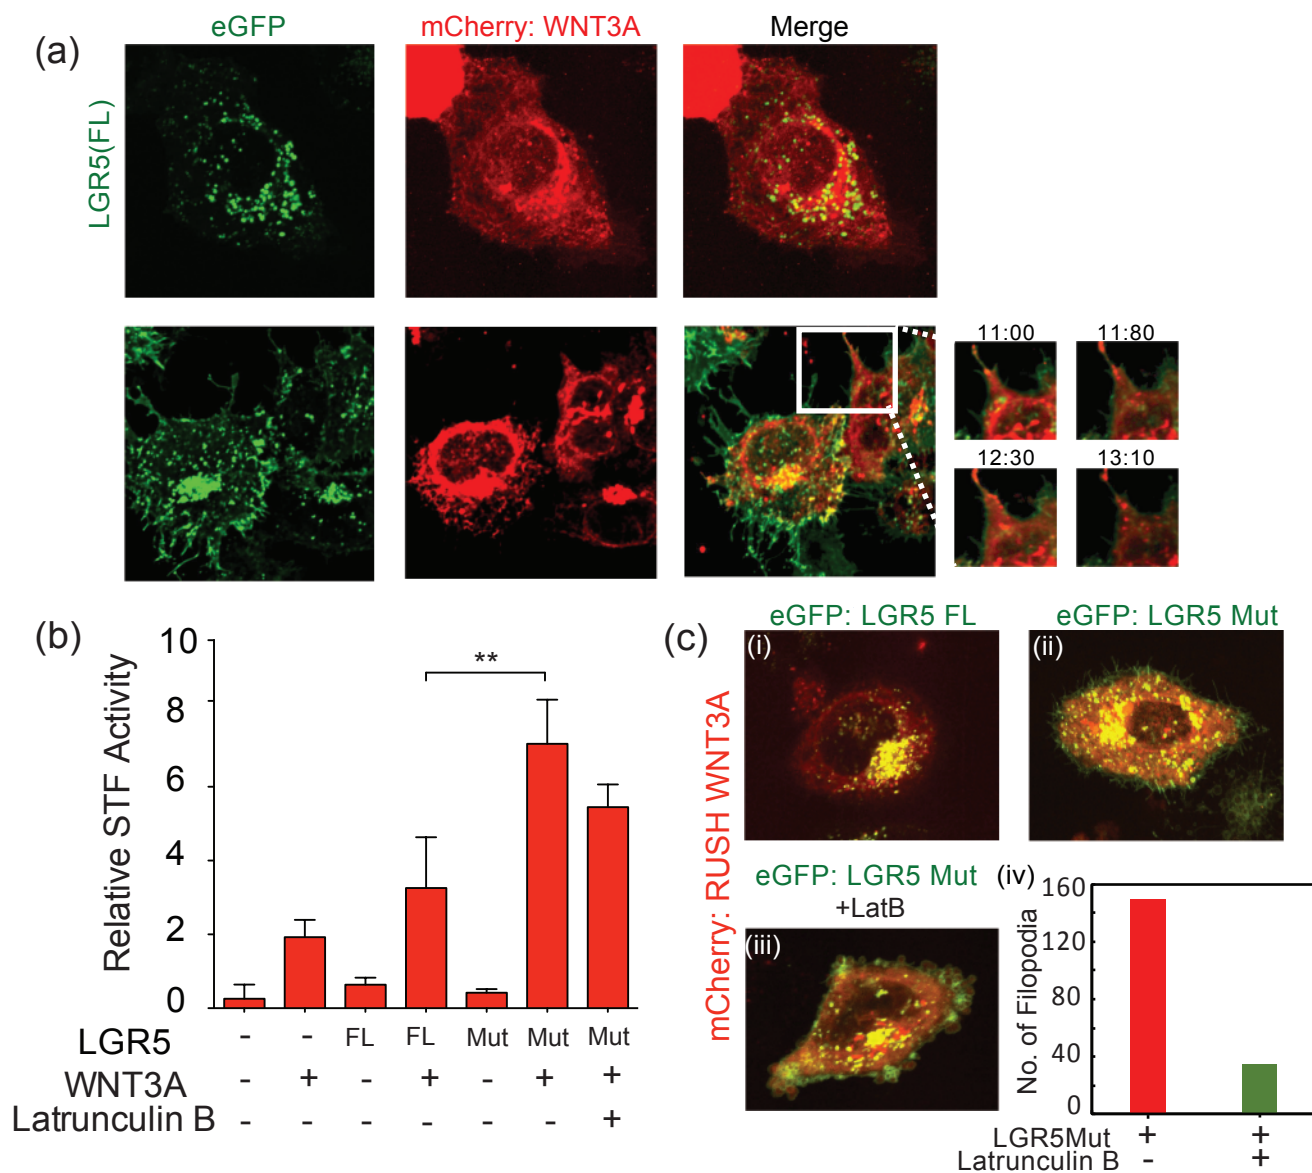 (a)
eGFP
mCherry: WNT3A
Merge
LGR5(FL)
11:00
11:80
12:30
13:10
(b)
Relative STF Activity
10
8
6
4
2
0
**
LGR5 - - FL FL Mut Mut Mut
WNT3A - + - + - + +
Latrunculin B - - - - - - +
(c)
mCherry: RUSH WNT3A
eGFP: LGR5 FL
(i)
eGFP: LGR5 Mut
(ii)
eGFP: LGR5 Mut
+LatB
(iii)
(iv)
No. of Filopodia
160
120
80
40
0
LGR5Mut + +
Latrunculin B - +